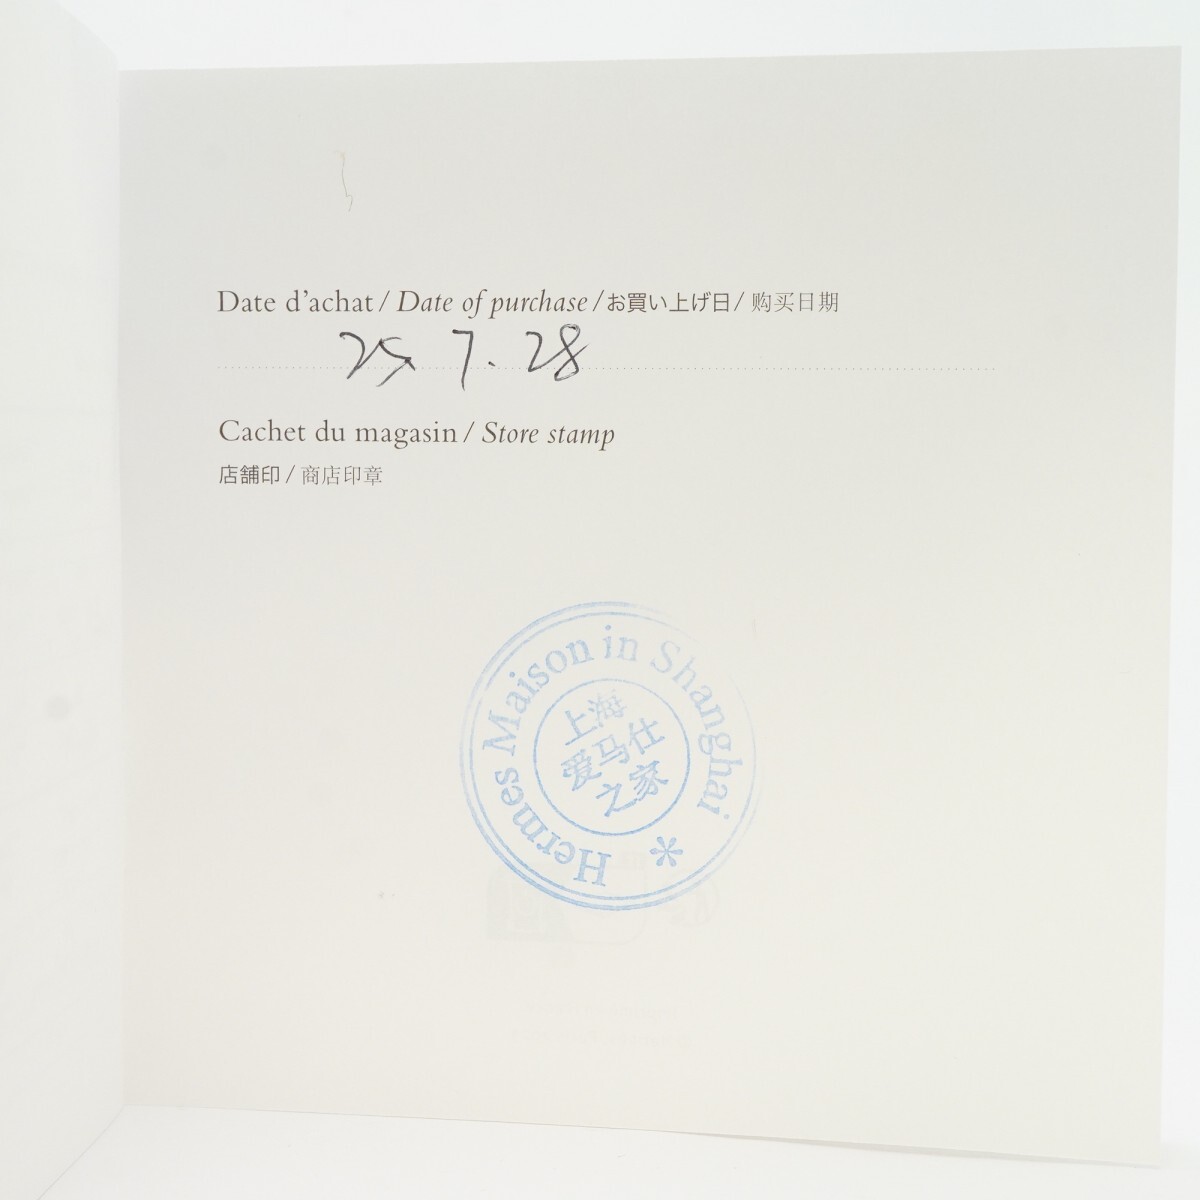 Date d'achat / Date of purchase / お買い上げ日 / 购买日期
25. 7. 28
Cachet du magasin / Store stamp
店舗印 / 商店印章
Hermes Maison in Shanghai *
上海
爱马仕
之家